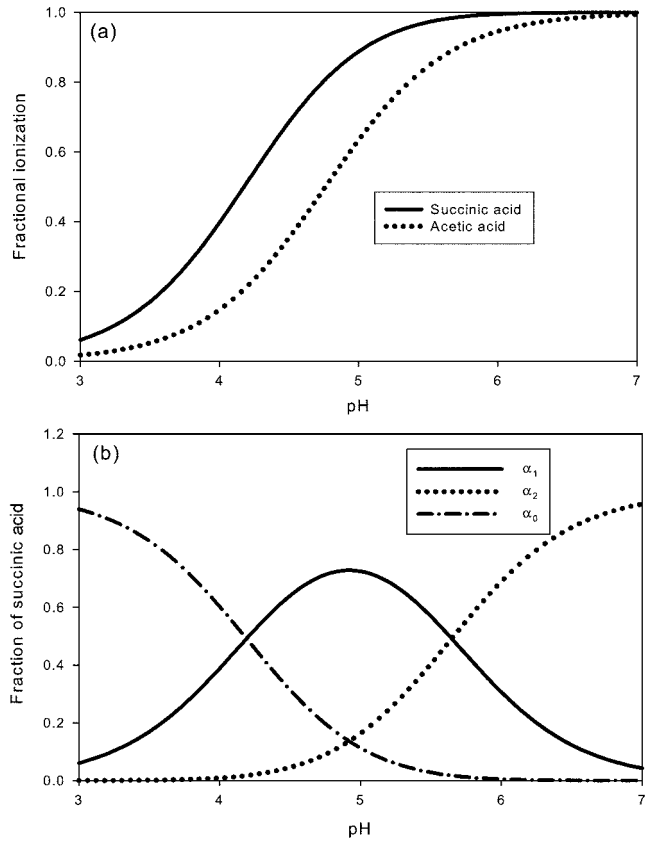 (a)
1.0
0.8
0.6
0.4
0.2
0.0
Fractional ionization
Succinic acid
Acetic acid
3 4 5 6 7
pH
(b)
1.2
1.0
0.8
0.6
0.4
0.2
0.0
Fraction of succinic acid
α₁
α₂
α₀
3 4 5 6 7
pH